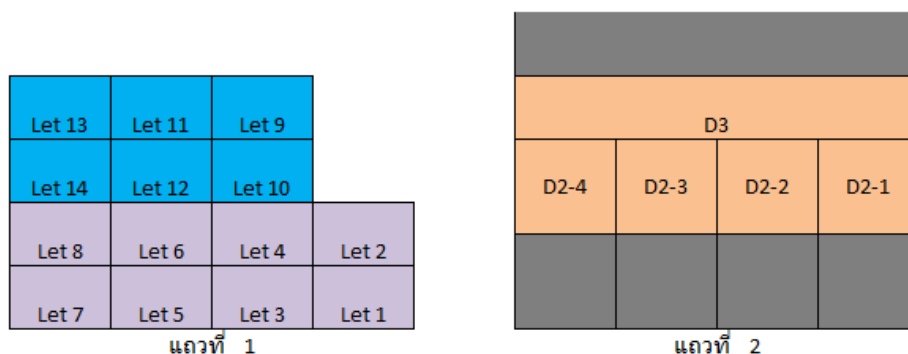 Let 13 Let 11 Let 9
Let 14 Let 12 Let 10
Let 8 Let 6 Let 4 Let 2
Let 7 Let 5 Let 3 Let 1
แถวที่ 1
D3
D2-4 D2-3 D2-2 D2-1
แถวที่ 2